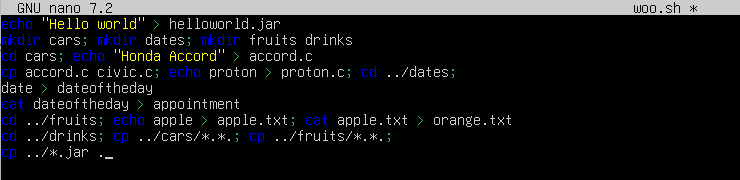 GNU nano 7.2 woo.sh *
echo "Hello world" > helloworld.jar
mkdir cars; mkdir dates; mkdir fruits drinks
cd cars; echo "Honda Accord" > accord.c
cp accord.c civic.c; echo proton > proton.c; cd ../dates;
date > dateoftheday
cat dateoftheday > appointment
cd ../fruits; echo apple > apple.txt; cat apple.txt > orange.txt
cd ../drinks; cp ../cars/*.*.; cp ../fruits/*.*.;
cp ../*.jar ._